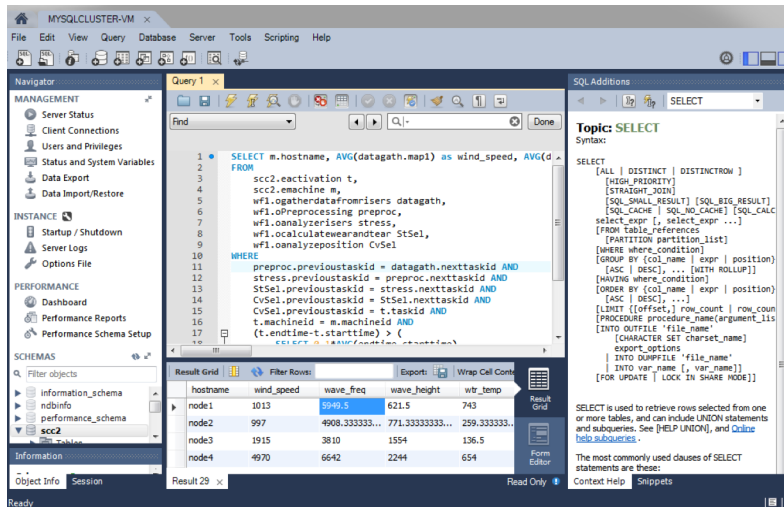 MYSQLCLUSTER-VM ×
File Edit View Query Database Server Tools Scripting Help
Navigator
MANAGEMENT
Server Status
Client Connections
Users and Privileges
Status and System Variables
Data Export
Data Import/Restore
INSTANCE
Startup / Shutdown
Server Logs
Options File
PERFORMANCE
Dashboard
Performance Reports
Performance Schema Setup
SCHEMAS
Filter objects
information_schema
ndbinfo
performance_schema
scc2
Tables
Information
Object Info Session
Ready
Query 1 ×
Find Done
1 SELECT m.hostname, AVG(datagath.map1) as wind_speed, AVG(d
2 FROM
3 scc2.eactivation t,
4 scc2.emachine m,
5 wf1.ogatherdatafromrisers datagath,
6 wf1.oPreprocessing preproc,
7 wf1.oanalyzerisers stress,
8 wf1.ocalculatewearandtear StSel,
9 wf1.oanalyzeposition CvSel
10 WHERE
11 preproc.previoustaskid = datagath.nexttaskid AND
12 stress.previoustaskid = preproc.nexttaskid AND
13 StSel.previoustaskid = stress.nexttaskid AND
14 CvSel.previoustaskid = StSel.nexttaskid AND
15 CvSel.previoustaskid = t.taskid AND
16 t.machineid = m.machineid AND
17 (t.endtime-t.starttime) > (
Result Grid Filter Rows: Export: Wrap Cell Conte
hostname wind_speed wave_freq wave_height wtr_temp
node1 1013 5949.5 621.5 743
node2 997 4908.333333... 771.33333333... 259.333333..
node3 1915 3810 1554 136.5
node4 4970 6642 2244 654
Result
Grid
Form
Editor
Result 29 × Read Only
SQL Additions
SELECT
Topic: SELECT
Syntax:
SELECT
[ALL | DISTINCT | DISTINCTROW ]
[HIGH_PRIORITY]
[STRAIGHT_JOIN]
[SQL_SMALL_RESULT] [SQL_BIG_RESULT]
[SQL_CACHE | SQL_NO_CACHE] [SQL_CALC
select_expr [, select_expr ...]
[FROM table_references
[PARTITION partition_list]
[WHERE where_condition]
[GROUP BY {col_name | expr | position}
[ASC | DESC], ... [WITH ROLLUP]]
[HAVING where_condition]
[ORDER BY {col_name | expr | position}
[ASC | DESC], ...]
[LIMIT {[offset,] row_count | row_coun
[PROCEDURE procedure_name(argument_lis
[INTO OUTFILE 'file_name'
[CHARACTER SET charset_name]
export_options
| INTO DUMPFILE 'file_name'
| INTO var_name [, var_name]]
[FOR UPDATE | LOCK IN SHARE MODE]]
SELECT is used to retrieve rows selected from one
or more tables, and can include UNION statements
and subqueries. See [HELP UNION], and Online
help subqueries .
The most commonly used clauses of SELECT
statements are these:
Context Help Snippets